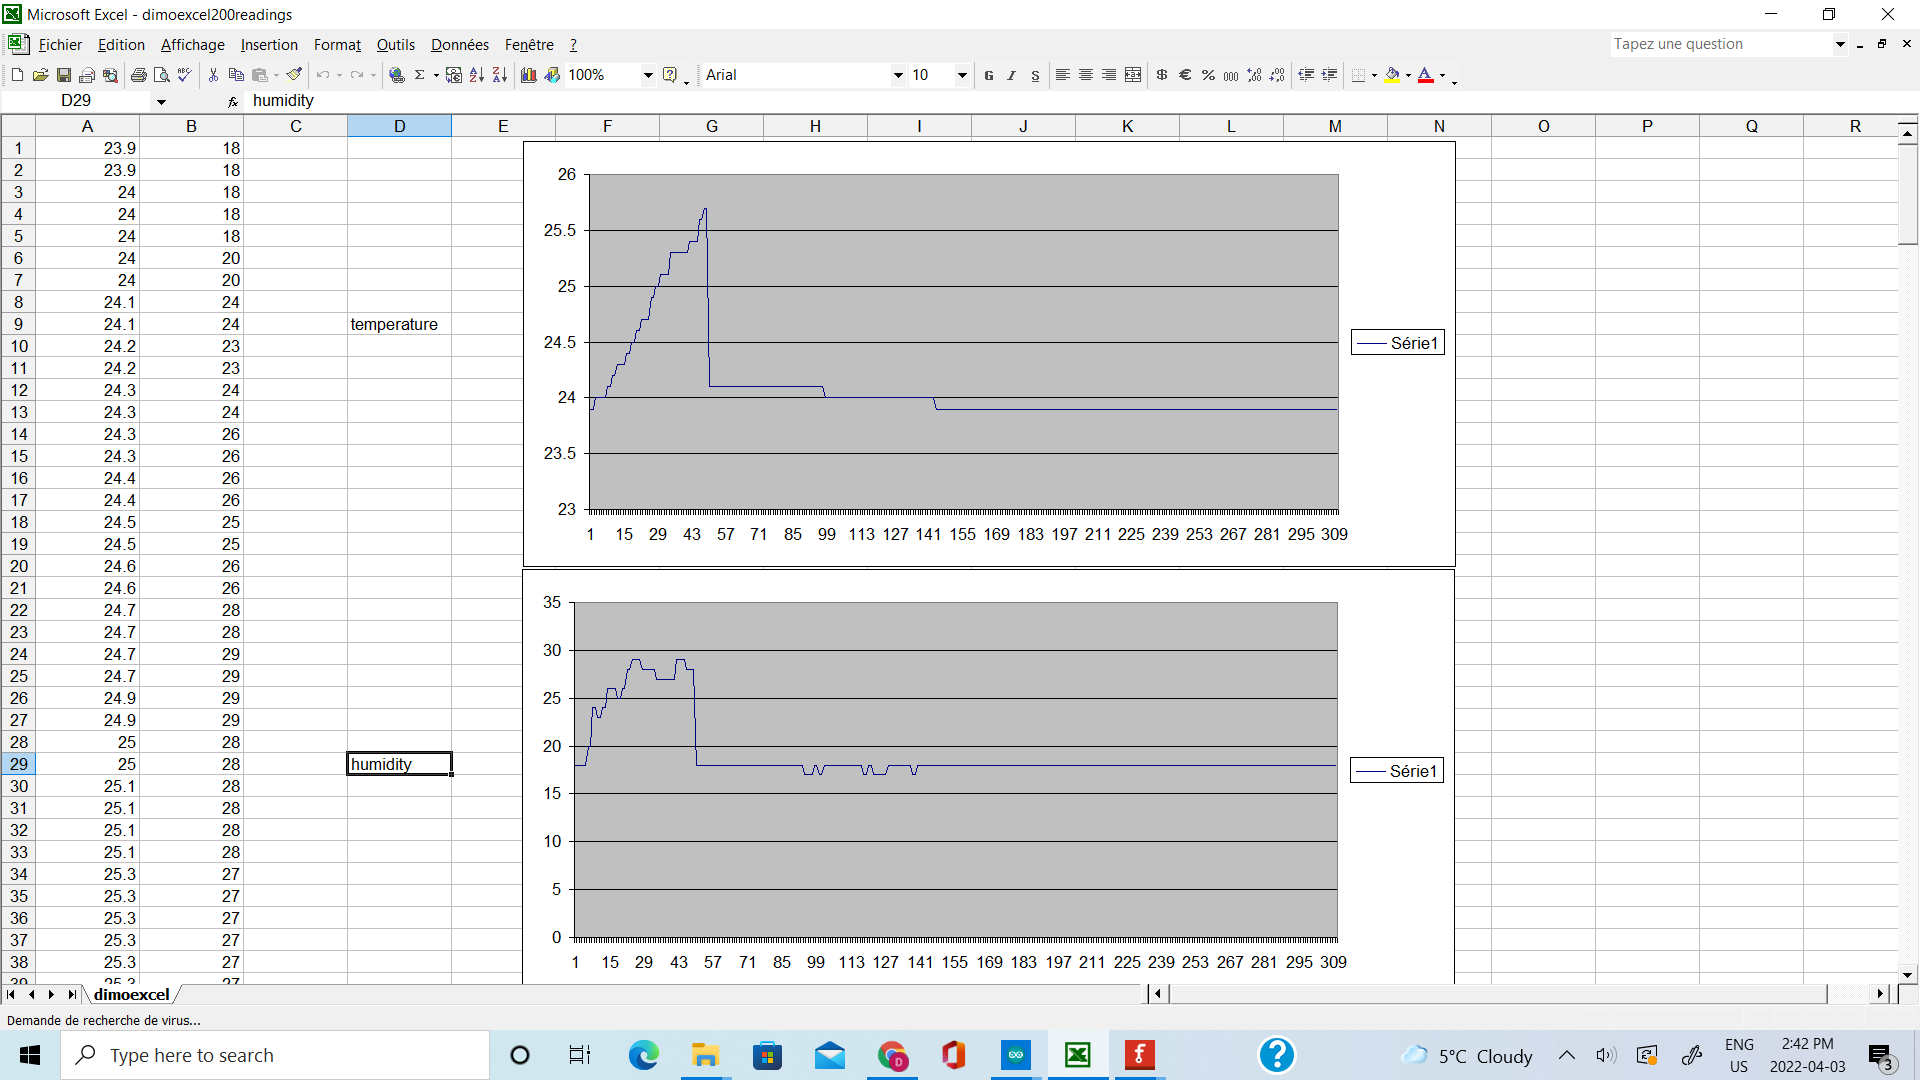 Microsoft Excel - dimoexcel200readings
Fichier Edition Affichage Insertion Format Outils Données Fenêtre ? Tapez une question
100% Arial 10 G I S $ € % 000
D29 fx humidity
A B C D E F G H I J K L M N O P Q R
1 23.9 18
2 23.9 18
3 24 18
4 24 18
5 24 18
6 24 20
7 24 20
8 24.1 24
9 24.1 24 temperature
10 24.2 23
11 24.2 23
12 24.3 24
13 24.3 24
14 24.3 26
15 24.3 26
16 24.4 26
17 24.4 26
18 24.5 25
19 24.5 25
20 24.6 26
21 24.6 26
22 24.7 28
23 24.7 28
24 24.7 29
25 24.7 29
26 24.9 29
27 24.9 29
28 25 28
29 25 28 humidity
30 25.1 28
31 25.1 28
32 25.1 28
33 25.1 28
34 25.3 27
35 25.3 27
36 25.3 27
37 25.3 27
38 25.3 27
39 25.3 27
26
25.5
25
24.5
24
23.5
23
1 15 29 43 57 71 85 99 113 127 141 155 169 183 197 211 225 239 253 267 281 295 309
Série1
35
30
25
20
15
10
5
0
1 15 29 43 57 71 85 99 113 127 141 155 169 183 197 211 225 239 253 267 281 295 309
Série1
dimoexcel
Demande de recherche de virus...
Type here to search
5°C Cloudy
ENG
US
2:42 PM
2022-04-03
3